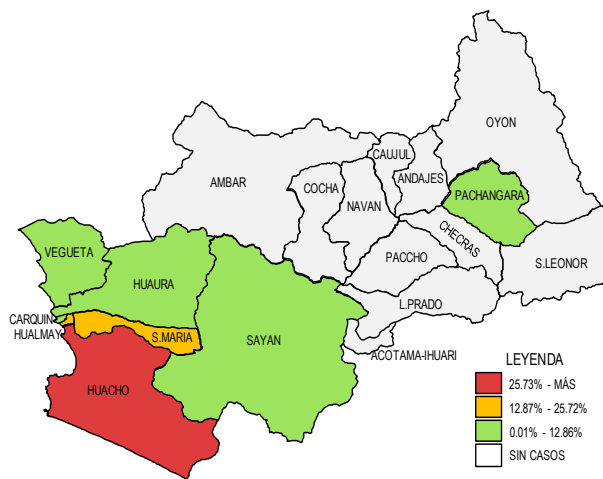 OYON
CAUJUL
ANDAJES
AMBAR
COCHA
NAVAN
PACHANGARA
CHECRAS
VEGUETA
HUAURA
PACCHO
S.LEONOR
L.PRADO
CARQUIN
HUALMAY
S.MARIA
SAYAN
ACOTAMA-IHUARI
HUACHO
LEYENDA
25.73% - MÁS
12.87% - 25.72%
0.01% - 12.86%
SIN CASOS